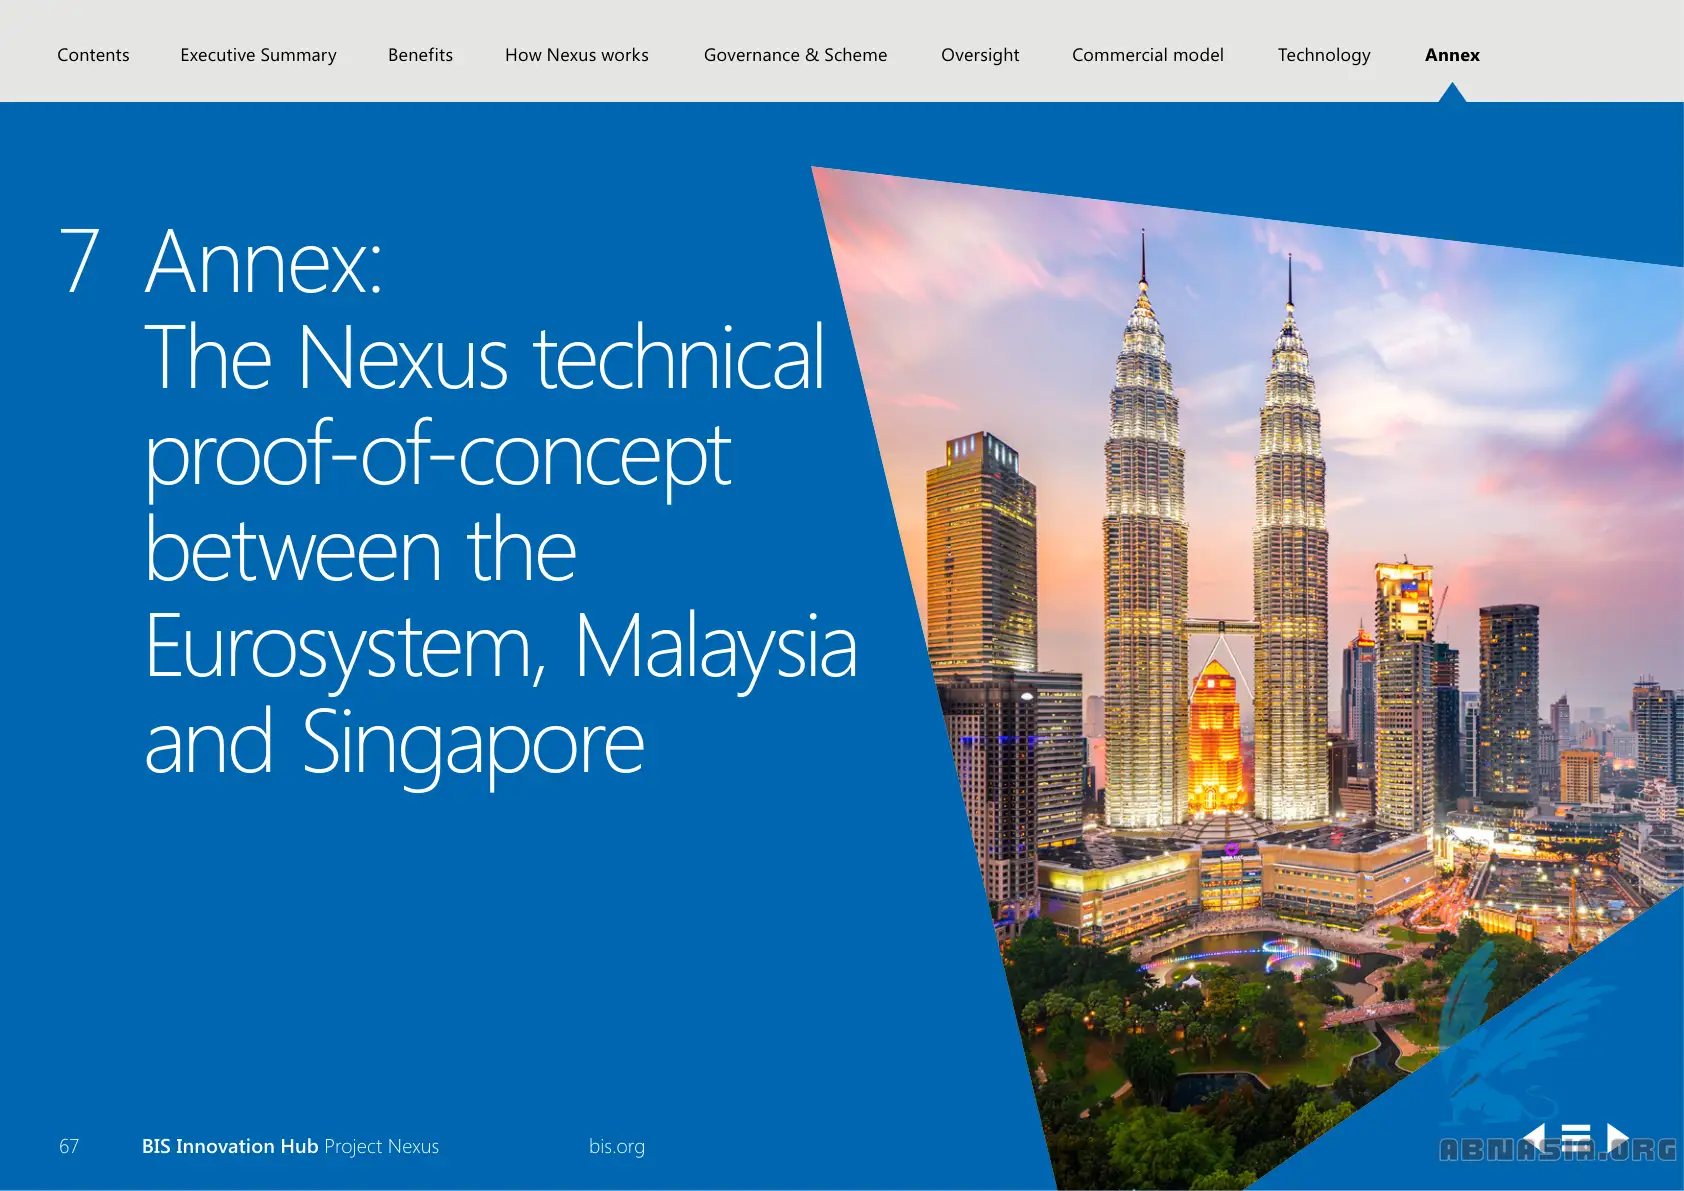 Contents Executive Summary Benefits How Nexus works Governance & Scheme Oversight Commercial model Technology Annex
7 Annex:
The Nexus technical
proof-of-concept
between the
Eurosystem, Malaysia
and Singapore
67 BIS Innovation Hub Project Nexus bis.org
ABNASIA.ORG